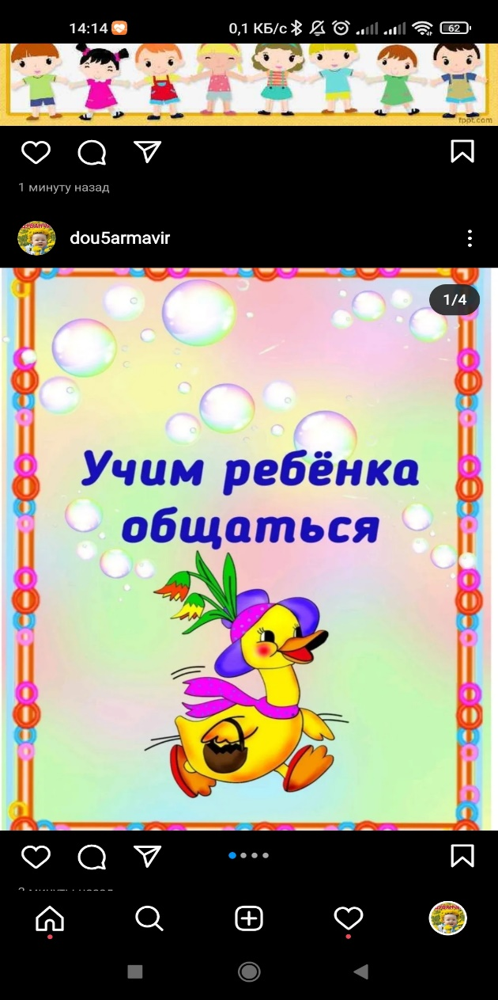 14:14
0,1 КБ/с
62
fppt.com
1 минуту назад
dou5armavir
1/4
Учим ребёнка
общаться